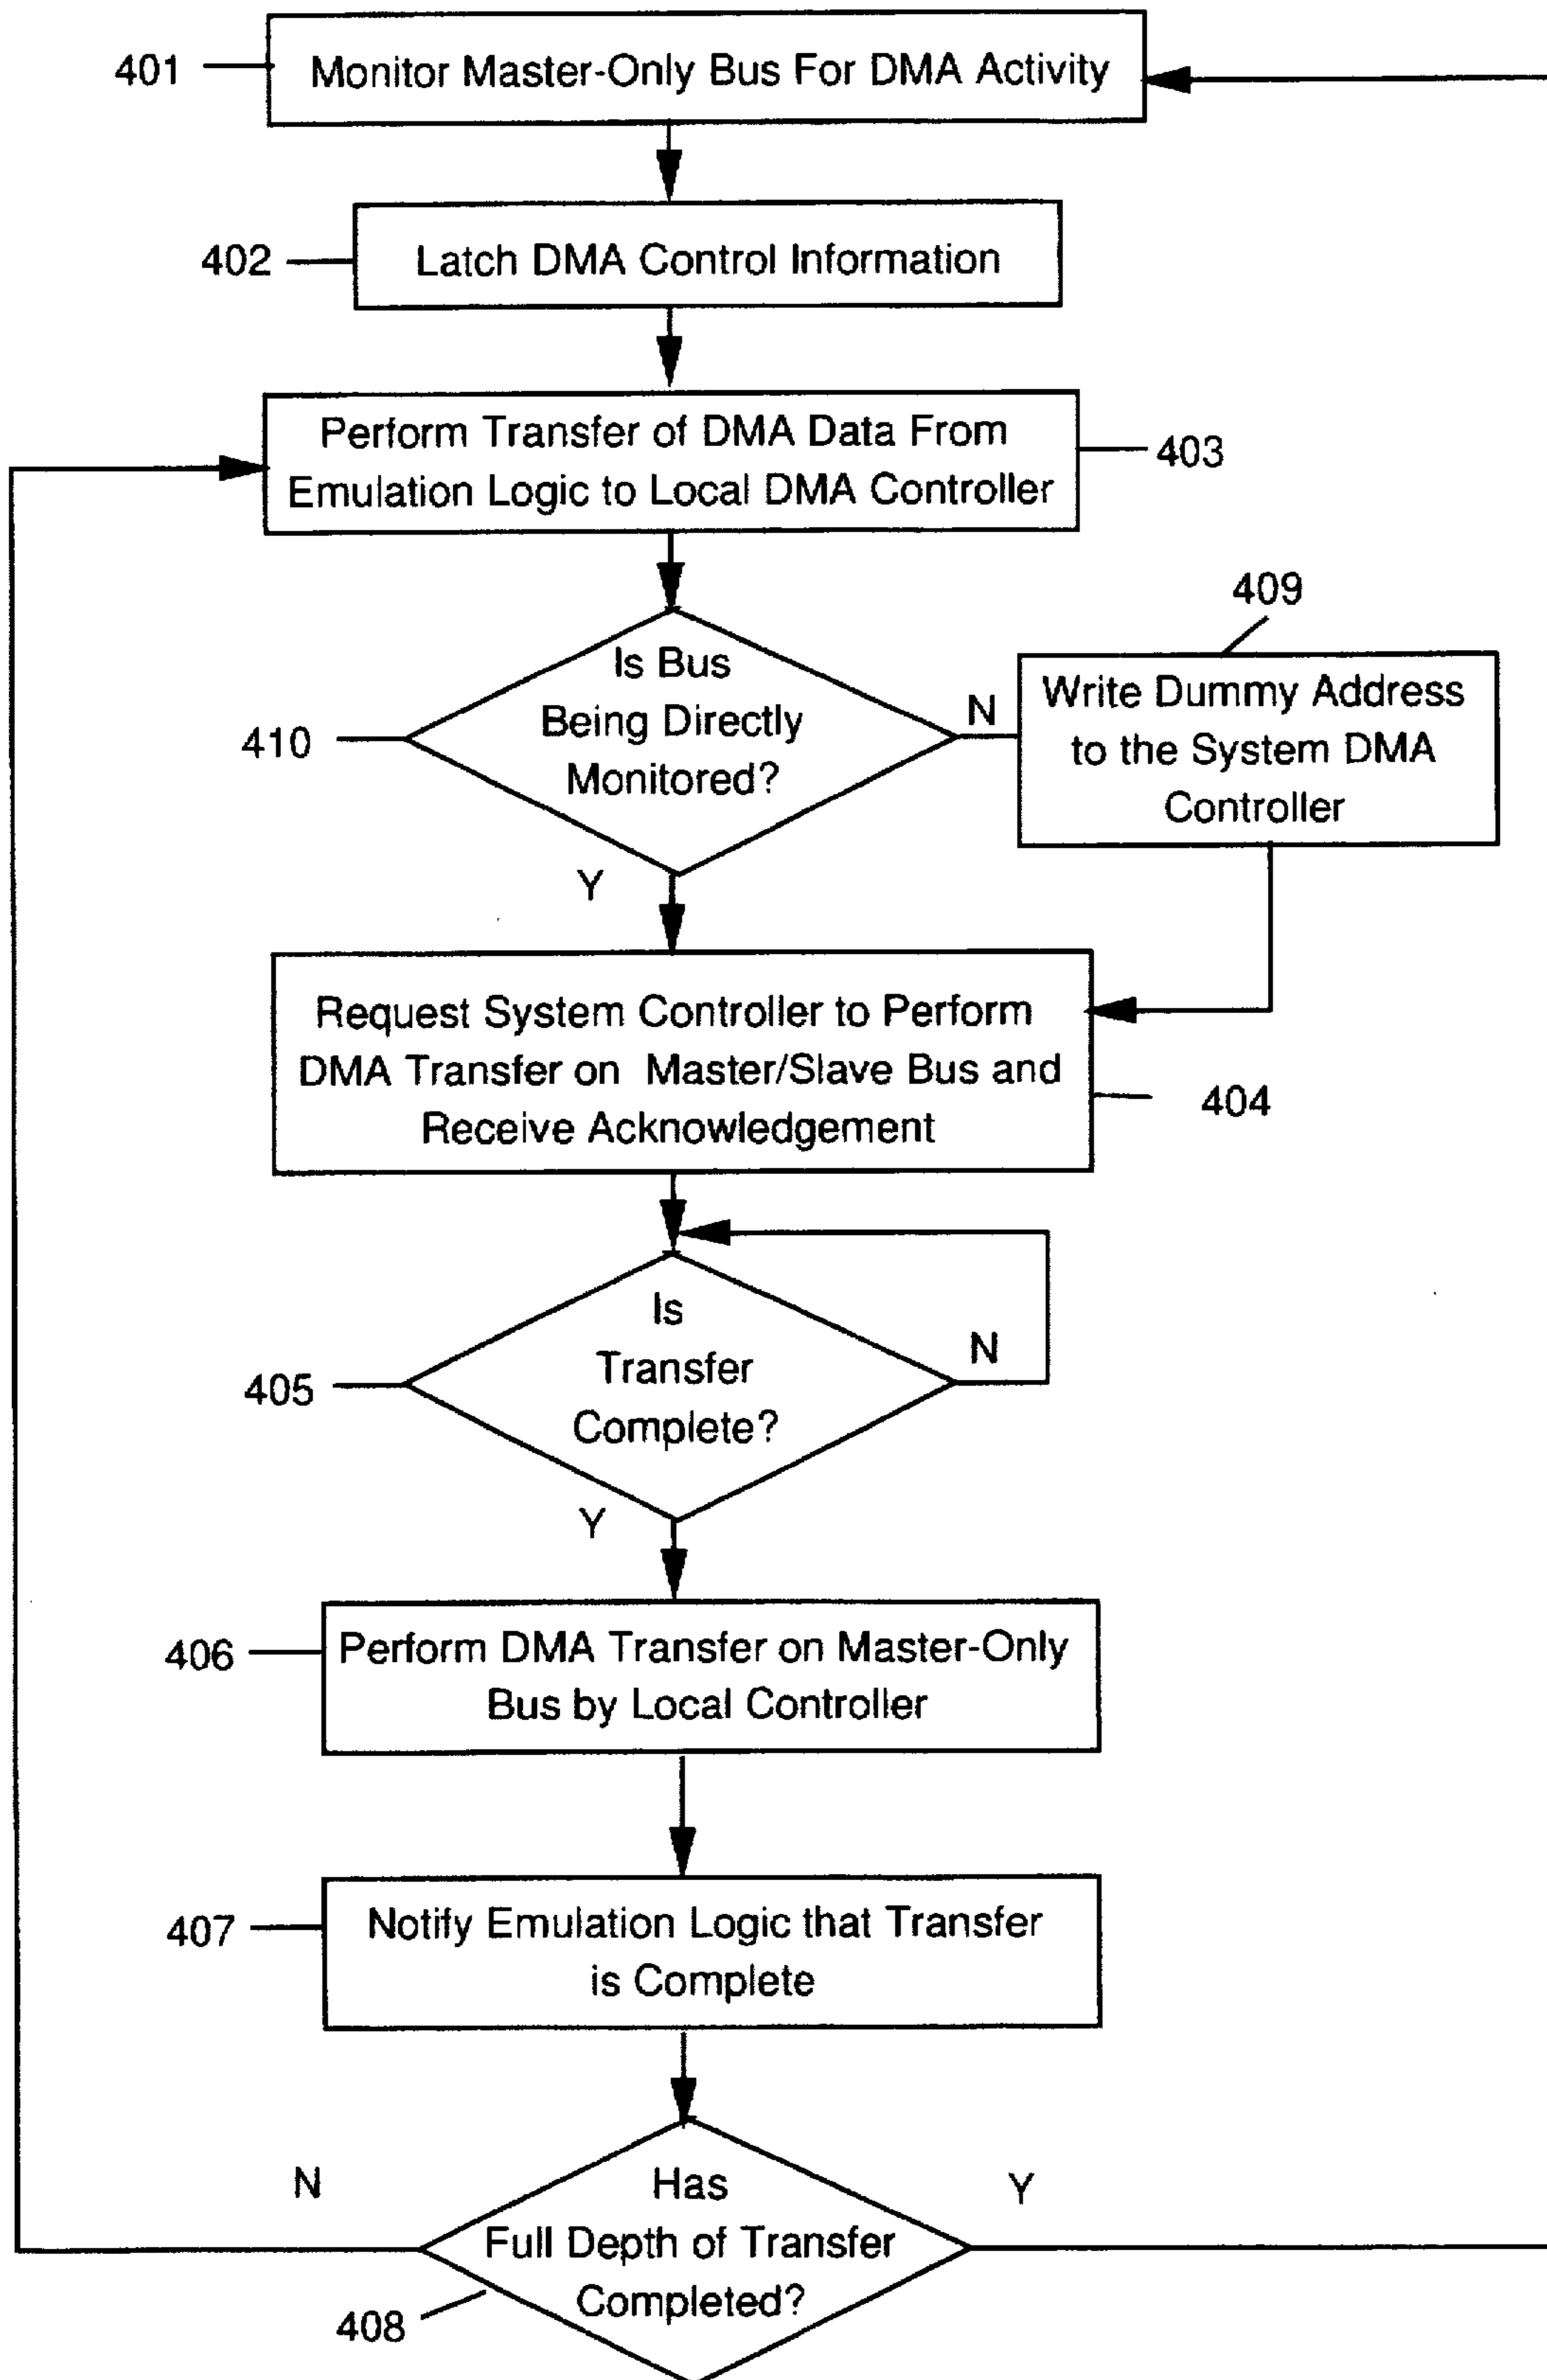 401
Monitor Master-Only Bus For DMA Activity
402
Latch DMA Control Information
Perform Transfer of DMA Data From
Emulation Logic to Local DMA Controller
403
409
Is Bus
Being Directly
Monitored?
410
N
Write Dummy Address
to the System DMA
Controller
Y
Request System Controller to Perform
DMA Transfer on Master/Slave Bus and
Receive Acknowledgement
404
Is
Transfer
Complete?
405
N
Y
406
Perform DMA Transfer on Master-Only
Bus by Local Controller
407
Notify Emulation Logic that Transfer
is Complete
N
Has
Full Depth of Transfer
Completed?
Y
408